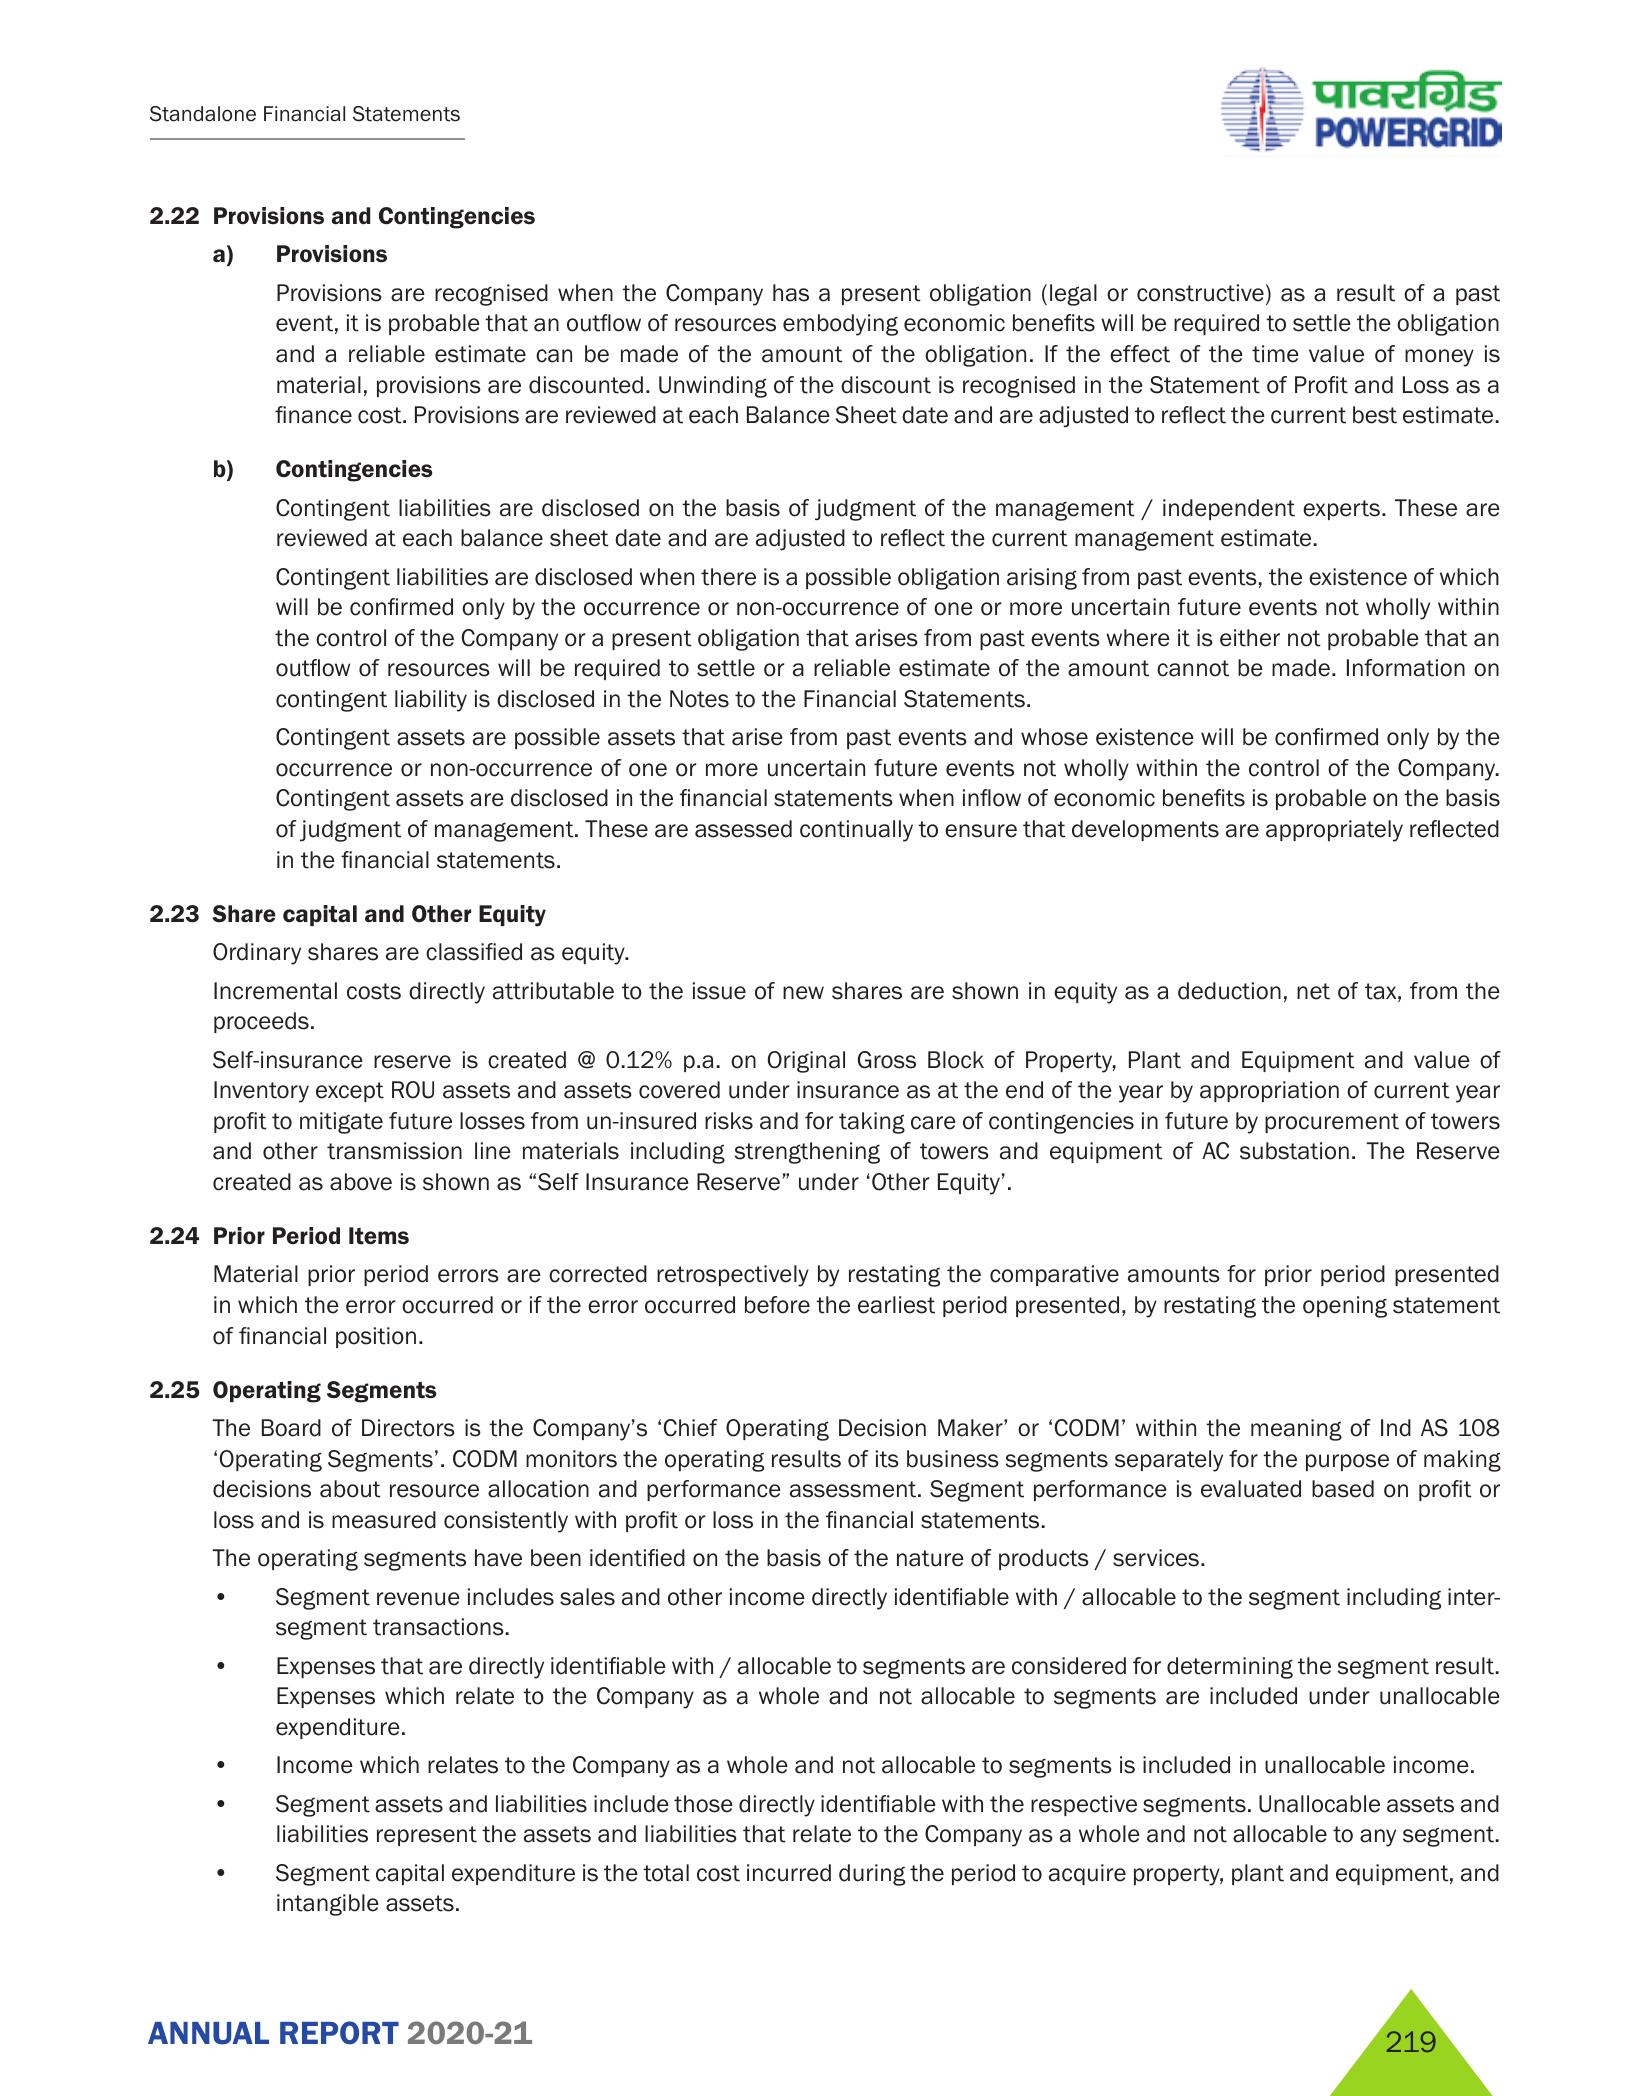 Standalone Financial Statements
पावरग्रिड
POWERGRID
2.22 Provisions and Contingencies
a) Provisions
Provisions are recognised when the Company has a present obligation (legal or constructive) as a result of a past
event, it is probable that an outflow of resources embodying economic benefits will be required to settle the obligation
and a reliable estimate can be made of the amount of the obligation. If the effect of the time value of money is
material, provisions are discounted. Unwinding of the discount is recognised in the Statement of Profit and Loss as a
finance cost. Provisions are reviewed at each Balance Sheet date and are adjusted to reflect the current best estimate.
b) Contingencies
Contingent liabilities are disclosed on the basis of judgment of the management / independent experts. These are
reviewed at each balance sheet date and are adjusted to reflect the current management estimate.
Contingent liabilities are disclosed when there is a possible obligation arising from past events, the existence of which
will be confirmed only by the occurrence or non-occurrence of one or more uncertain future events not wholly within
the control of the Company or a present obligation that arises from past events where it is either not probable that an
outflow of resources will be required to settle or a reliable estimate of the amount cannot be made. Information on
contingent liability is disclosed in the Notes to the Financial Statements.
Contingent assets are possible assets that arise from past events and whose existence will be confirmed only by the
occurrence or non-occurrence of one or more uncertain future events not wholly within the control of the Company.
Contingent assets are disclosed in the financial statements when inflow of economic benefits is probable on the basis
of judgment of management. These are assessed continually to ensure that developments are appropriately reflected
in the financial statements.
2.23 Share capital and Other Equity
Ordinary shares are classified as equity.
Incremental costs directly attributable to the issue of new shares are shown in equity as a deduction, net of tax, from the
proceeds.
Self-insurance reserve is created @ 0.12% p.a. on Original Gross Block of Property, Plant and Equipment and value of
Inventory except ROU assets and assets covered under insurance as at the end of the year by appropriation of current year
profit to mitigate future losses from un-insured risks and for taking care of contingencies in future by procurement of towers
and other transmission line materials including strengthening of towers and equipment of AC substation. The Reserve
created as above is shown as “Self Insurance Reserve” under ‘Other Equity’.
2.24 Prior Period Items
Material prior period errors are corrected retrospectively by restating the comparative amounts for prior period presented
in which the error occurred or if the error occurred before the earliest period presented, by restating the opening statement
of financial position.
2.25 Operating Segments
The Board of Directors is the Company’s ‘Chief Operating Decision Maker’ or ‘CODM’ within the meaning of Ind AS 108
‘Operating Segments’. CODM monitors the operating results of its business segments separately for the purpose of making
decisions about resource allocation and performance assessment. Segment performance is evaluated based on profit or
loss and is measured consistently with profit or loss in the financial statements.
The operating segments have been identified on the basis of the nature of products / services.
• Segment revenue includes sales and other income directly identifiable with / allocable to the segment including inter-
segment transactions.
• Expenses that are directly identifiable with / allocable to segments are considered for determining the segment result.
Expenses which relate to the Company as a whole and not allocable to segments are included under unallocable
expenditure.
• Income which relates to the Company as a whole and not allocable to segments is included in unallocable income.
• Segment assets and liabilities include those directly identifiable with the respective segments. Unallocable assets and
liabilities represent the assets and liabilities that relate to the Company as a whole and not allocable to any segment.
• Segment capital expenditure is the total cost incurred during the period to acquire property, plant and equipment, and
intangible assets.
ANNUAL REPORT 2020-21
219